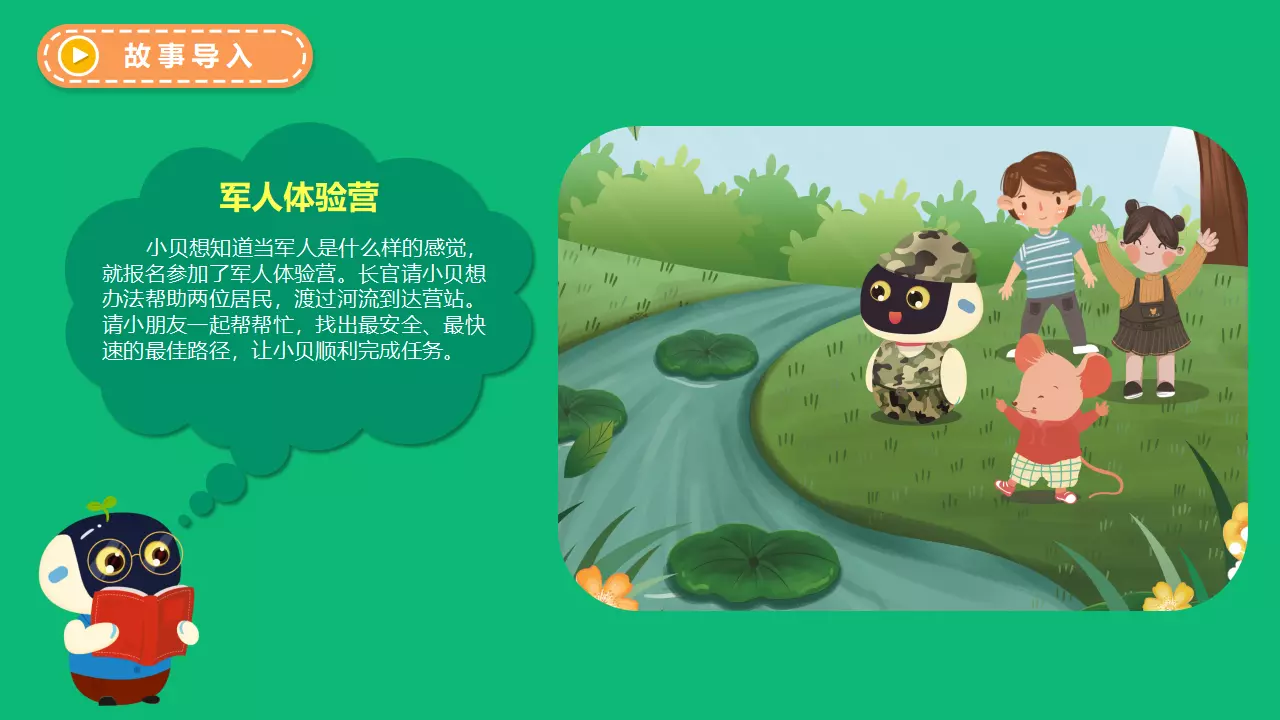 故事导入
军人体验营
小贝想知道当军人是什么样的感觉，
就报名参加了军人体验营。长官请小贝想
办法帮助两位居民，渡过河流到达营站。
请小朋友一起帮帮忙，找出最安全、最快
速的最佳路径，让小贝顺利完成任务。